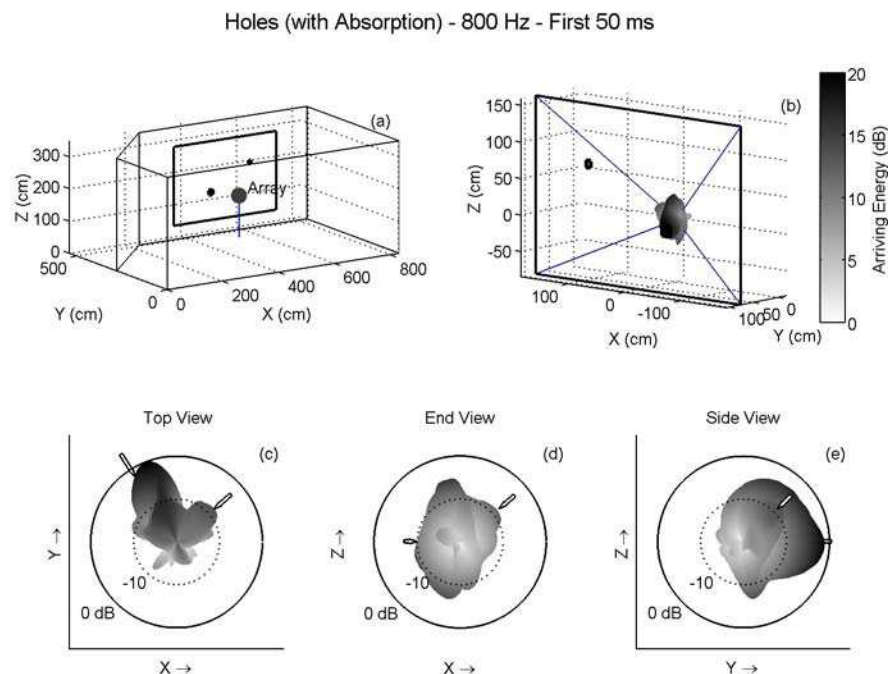 Holes (with Absorption) - 800 Hz - First 50 ms
(a)
Array
300
200
100
0
Z (cm)
500
0
Y (cm)
0
200
400
600
800
X (cm)
(b)
150
100
50
0
-50
Z (cm)
100
0
-100
X (cm)
100
50
0
Y (cm)
20
15
10
5
0
Arriving Energy (dB)
Top View
(c)
-10
0 dB
Y →
X →
End View
(d)
-10
0 dB
Z →
X →
Side View
(e)
-10
0 dB
Z →
Y →